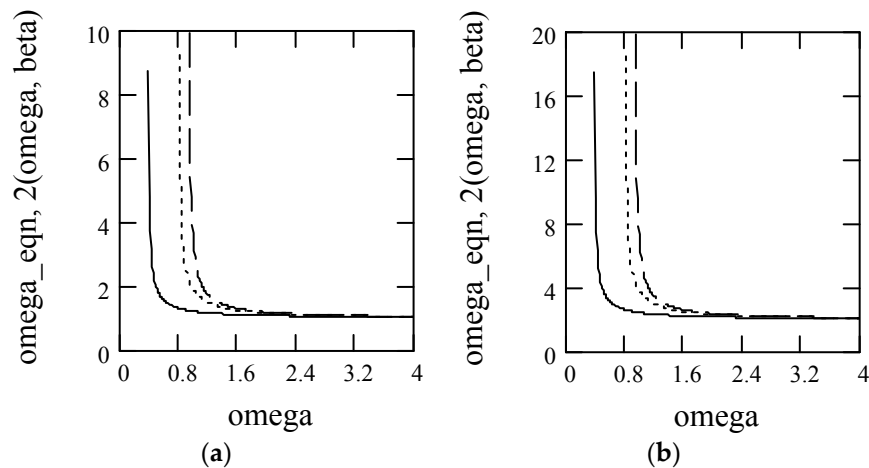 omega_eqn, 2(omega, beta)
10
8
6
4
2
0
0 0.8 1.6 2.4 3.2 4
omega
(a)
omega_eqn, 2(omega, beta)
20
16
12
8
4
0
0 0.8 1.6 2.4 3.2 4
omega
(b)